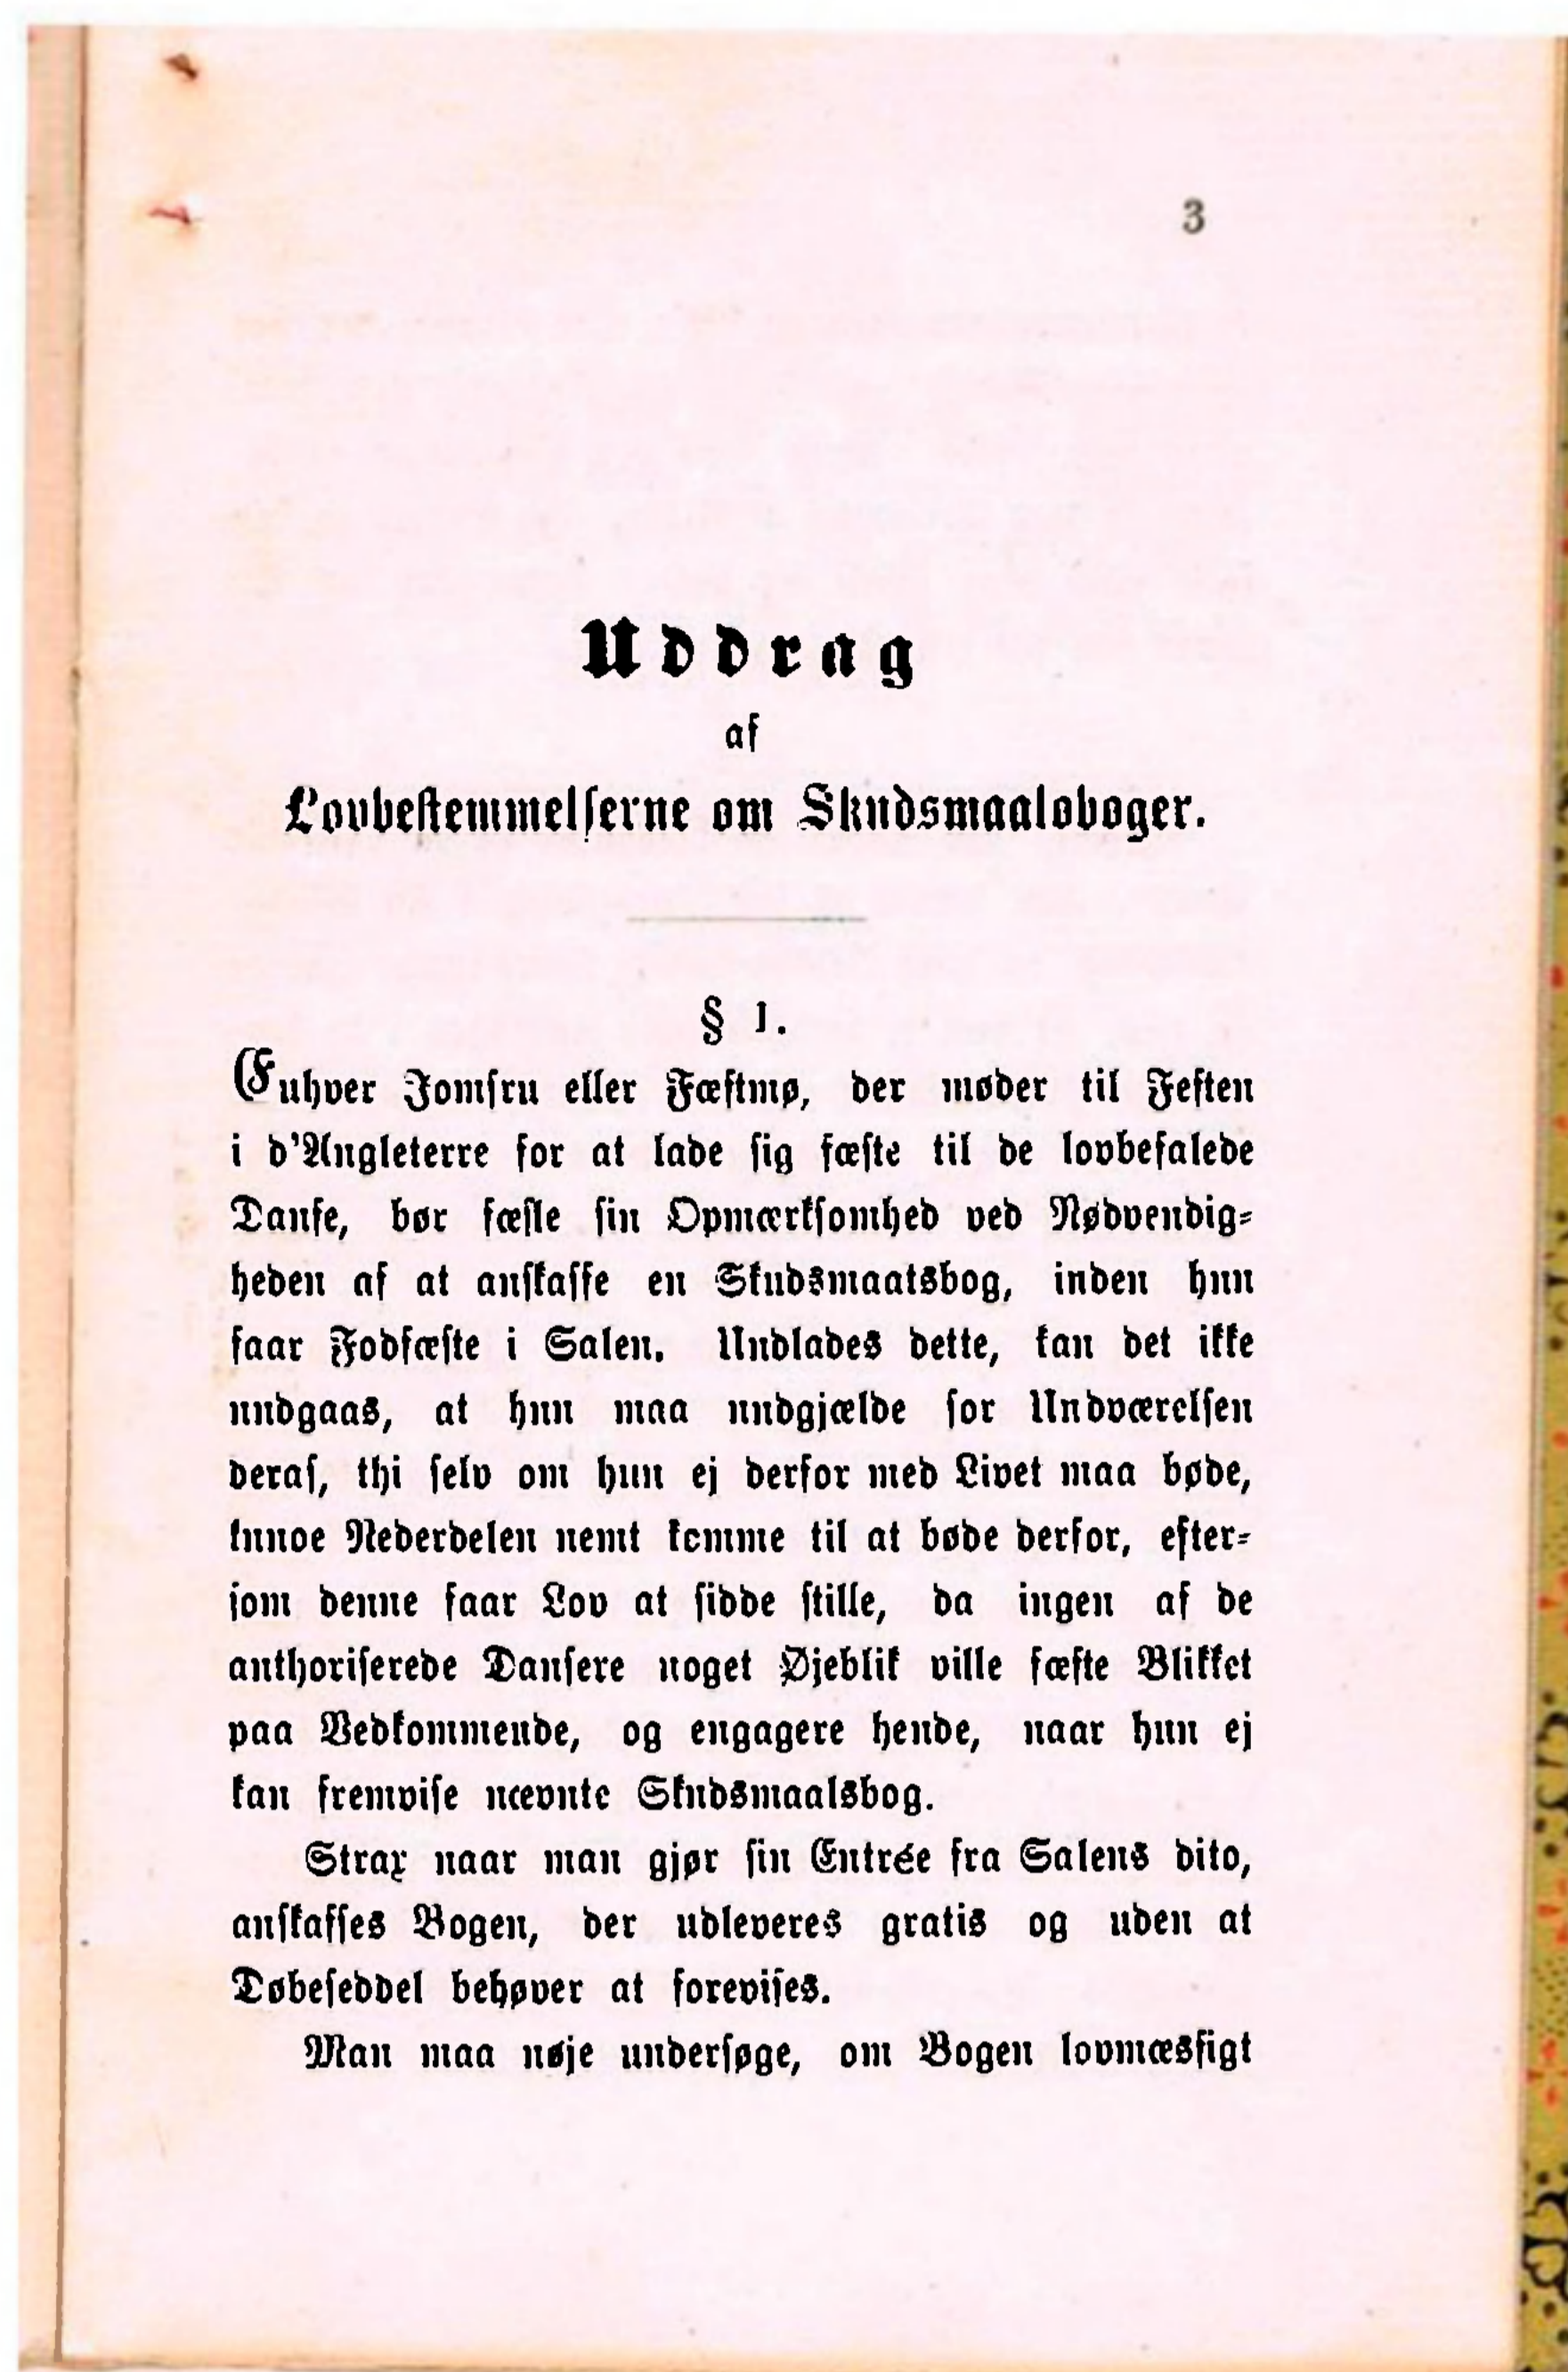 3
Uddrag
af
Lovbestemmelserne om Skudsmaalsbøger.
§ 1.
Enhver Jomfru eller Fæstmø, der møder til Festen
i d'Angleterre for at lade sig fæste til de lovbefalede
Danse, bør fæste sin Opmærksomhed ved Nødvendig-
heden af at anskaffe en Skudsmaalsbog, inden hun
faar Fodfæste i Salen. Undlades dette, kan det ikke
undgaas, at hun maa undgjælde for Undværelsen
deraf, thi selv om hun ej derfor med Livet maa bøde,
kunde Nederdelen nemt komme til at bøde derfor, efter-
som denne faar Lov at sidde stille, da ingen af de
authoriserede Dansere noget Øjeblik ville fæste Blikket
paa Vedkommende, og engagere hende, naar hun ej
kan fremvise nævnte Skudsmaalsbog.
Strax naar man gjør sin Entrée fra Salens dito,
anskaffes Bogen, der udleveres gratis og uden at
Døbeseddel behøver at forevises.
Man maa nøje undersøge, om Bogen lovmæssigt